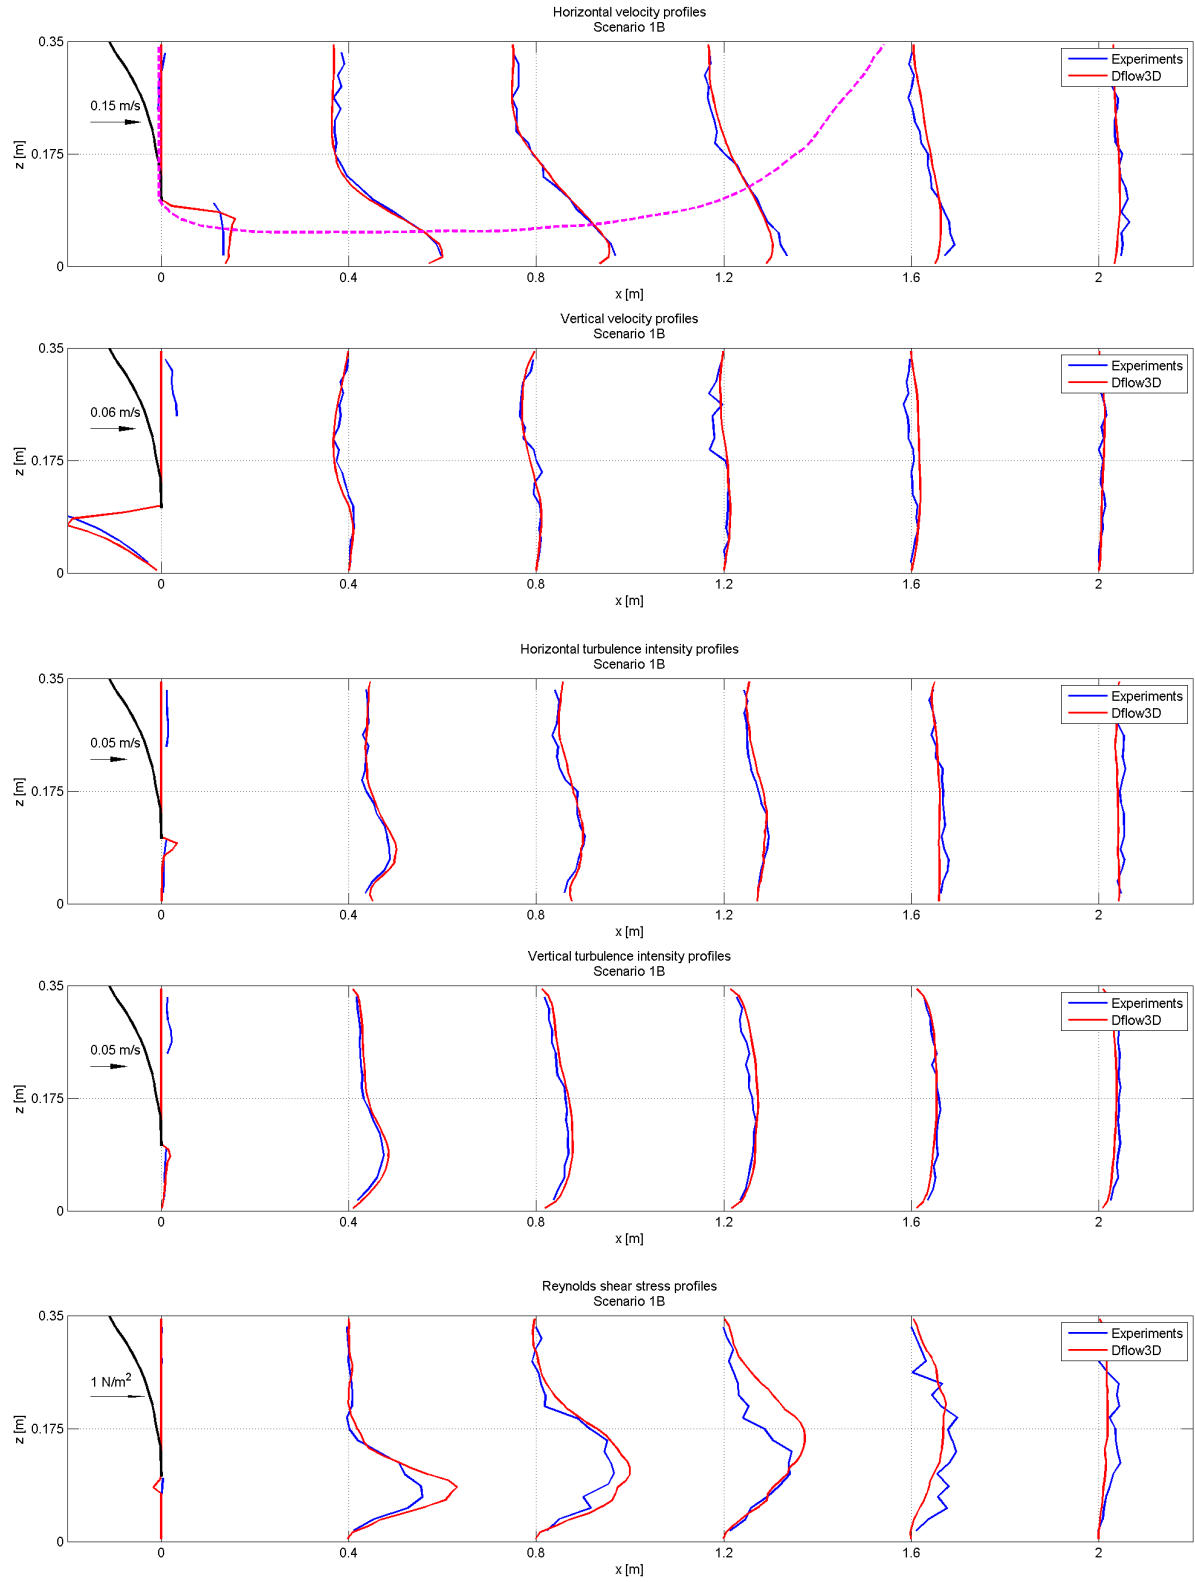 Horizontal velocity profiles
Scenario 1B
0.35
0.175
0
z [m]
0.15 m/s
Experiments
Dflow3D
0 0.4 0.8 1.2 1.6 2
x [m]
Vertical velocity profiles
Scenario 1B
0.35
0.175
0
z [m]
0.06 m/s
Experiments
Dflow3D
0 0.4 0.8 1.2 1.6 2
x [m]
Horizontal turbulence intensity profiles
Scenario 1B
0.35
0.175
0
z [m]
0.05 m/s
Experiments
Dflow3D
0 0.4 0.8 1.2 1.6 2
x [m]
Vertical turbulence intensity profiles
Scenario 1B
0.35
0.175
0
z [m]
0.05 m/s
Experiments
Dflow3D
0 0.4 0.8 1.2 1.6 2
x [m]
Reynolds shear stress profiles
Scenario 1B
0.35
0.175
0
z [m]
1 N/m²
Experiments
Dflow3D
0 0.4 0.8 1.2 1.6 2
x [m]